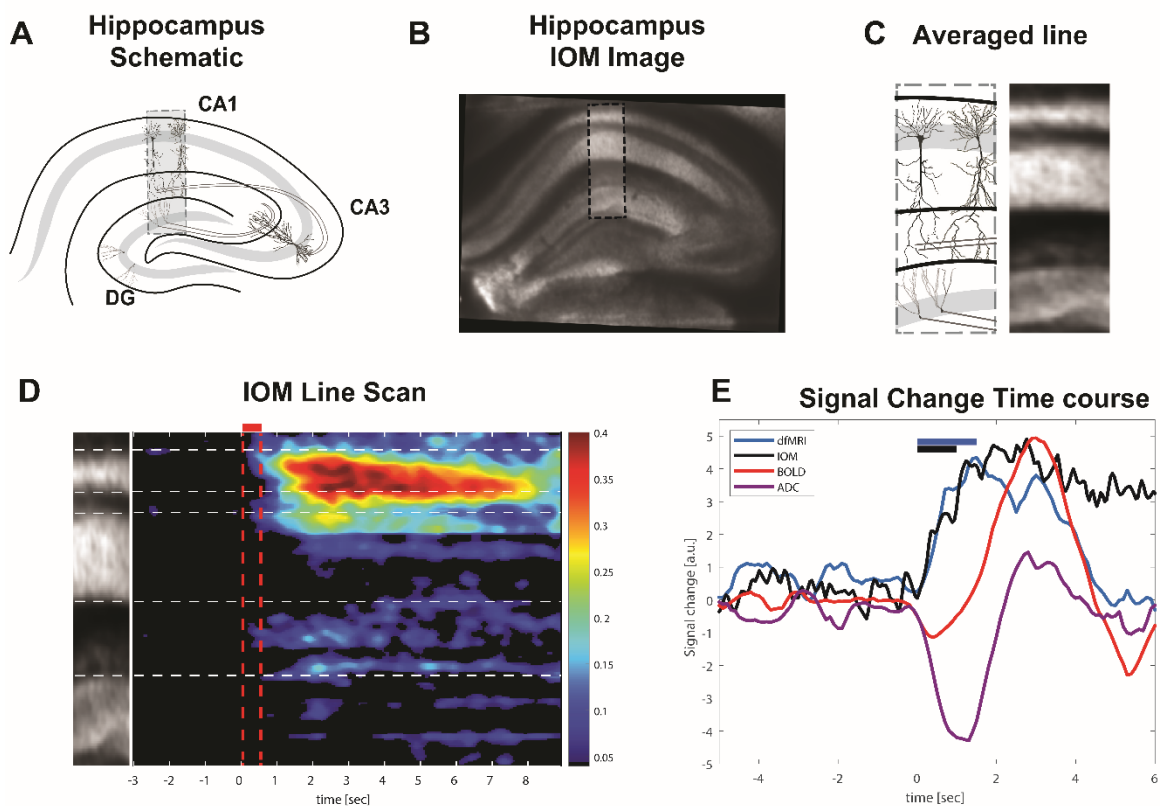 A
Hippocampus
Schematic
CA1
CA3
DG
B
Hippocampus
IOM Image
C
Averaged line
D
IOM Line Scan
0.4
0.35
0.3
0.25
0.2
0.15
0.1
0.05
-3 -2 -1 0 1 2 3 4 5 6 7 8
time [sec]
E
Signal Change Time course
dfMRI
IOM
BOLD
ADC
Signal change [a.u.]
5
4
3
2
1
0
-1
-2
-3
-4
-5
-4 -2 0 2 4 6
time [sec]